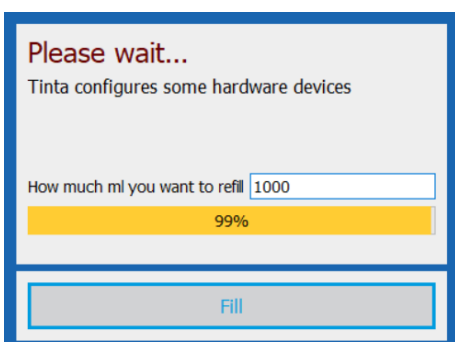 Please wait...
Tinta configures some hardware devices
How much ml you want to refill 1000
99%
Fill